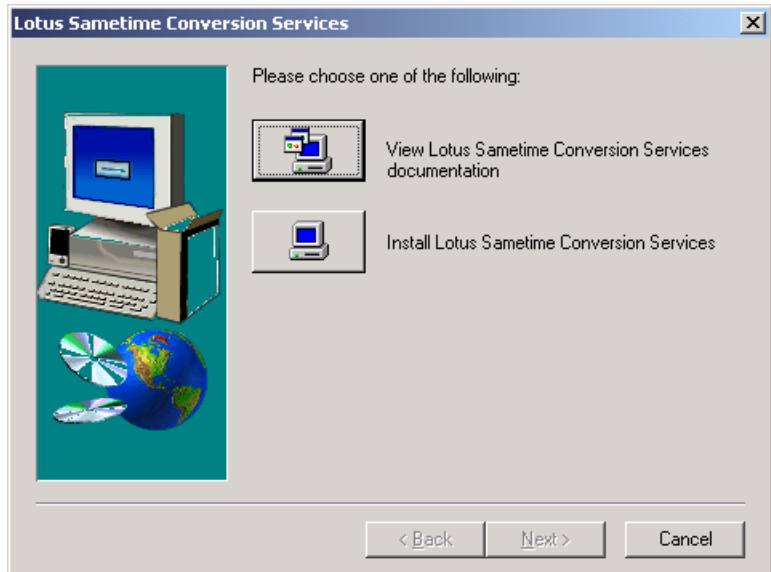 Lotus Sametime Conversion Services
Please choose one of the following:
View Lotus Sametime Conversion Services
documentation
Install Lotus Sametime Conversion Services
< Back
Next >
Cancel